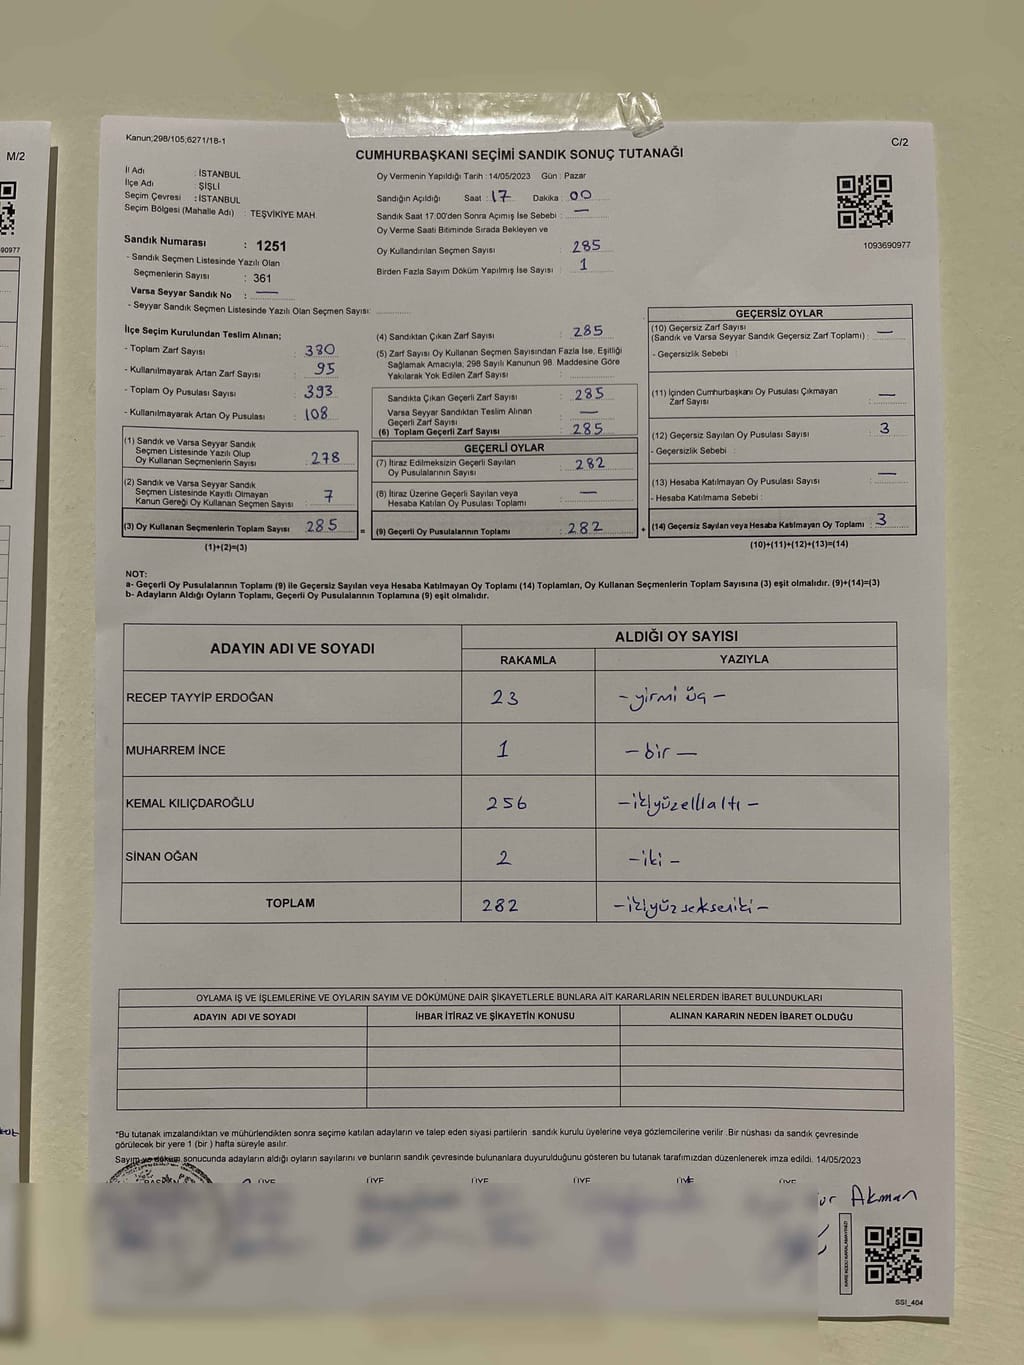 M/2
90977
Kanun;298/105;6271/18-1
C/2
CUMHURBAŞKANI SEÇİMİ SANDIK SONUÇ TUTANAĞI
İl Adı : İSTANBUL
İlçe Adı : ŞİŞLİ
Seçim Çevresi : İSTANBUL
Seçim Bölgesi (Mahalle Adı) : TEŞVİKİYE MAH.
Sandık Numarası : 1251
- Sandık Seçmen Listesinde Yazılı Olan
Seçmenlerin Sayısı : 361
Varsa Seyyar Sandık No : —
- Seyyar Sandık Seçmen Listesinde Yazılı Olan Seçmen Sayısı:
Oy Vermenin Yapıldığı Tarih : 14/05/2023 Gün : Pazar
Sandığın Açıldığı Saat : 17 Dakika : 00
Sandık Saat 17.00'den Sonra Açımış İse Sebebi : —
Oy Verme Saati Bitiminde Sırada Bekleyen ve
Oy Kullandırılan Seçmen Sayısı : 285
Birden Fazla Sayım Döküm Yapılmış İse Sayısı : 1
1093690977
İlçe Seçim Kurulundan Teslim Alınan;
- Toplam Zarf Sayısı : 380
- Kullanılmayarak Artan Zarf Sayısı : 95
- Toplam Oy Pusulası Sayısı : 393
- Kullanılmayarak Artan Oy Pusulası : 108
(1) Sandık ve Varsa Seyyar Sandık
Seçmen Listesinde Yazılı Olup
Oy Kullanan Seçmenlerin Sayısı : 278
(2) Sandık ve Varsa Seyyar Sandık
Seçmen Listesinde Kayıtlı Olmayan
Kanun Gereği Oy Kullanan Seçmen Sayısı : 7
(3) Oy Kullanan Seçmenlerin Toplam Sayısı : 285 =
(1)+(2)=(3)
(4) Sandıktan Çıkan Zarf Sayısı : 285
(5) Zarf Sayısı Oy Kullanan Seçmen Sayısından Fazla İse, Eşitliği
Sağlamak Amacıyla, 298 Sayılı Kanunun 98. Maddesine Göre
Yakılarak Yok Edilen Zarf Sayısı :
Sandıkta Çıkan Geçerli Zarf Sayısı : 285
Varsa Seyyar Sandıktan Teslim Alınan
Geçerli Zarf Sayısı : —
(6) Toplam Geçerli Zarf Sayısı : 285
GEÇERLİ OYLAR
(7) İtiraz Edilmeksizin Geçerli Sayılan
Oy Pusulalarının Sayısı : 282
(8) İtiraz Üzerine Geçerli Sayılan veya
Hesaba Katılan Oy Pusulaları Toplamı : —
(9) Geçerli Oy Pusulalarının Toplamı : 282 +
GEÇERSİZ OYLAR
(10) Geçersiz Zarf Sayısı
(Sandık ve Varsa Seyyar Sandık Geçersiz Zarf Toplamı) : —
- Geçersizlik Sebebi :
(11) İçinden Cumhurbaşkanı Oy Pusulası Çıkmayan
Zarf Sayısı : —
(12) Geçersiz Sayılan Oy Pusulası Sayısı : 3
- Geçersizlik Sebebi :
(13) Hesaba Katılmayan Oy Pusulası Sayısı : —
- Hesaba Katılmama Sebebi :
(14) Geçersiz Sayılan veya Hesaba Katılmayan Oy Toplamı : 3
(10)+(11)+(12)+(13)=(14)
NOT:
a- Geçerli Oy Pusulalarının Toplamı (9) ile Geçersiz Sayılan veya Hesaba Katılmayan Oy Toplamı (14) Toplamları, Oy Kullanan Seçmenlerin Toplam Sayısına (3) eşit olmalıdır. (9)+(14)=(3)
b- Adayların Aldığı Oyların Toplamı, Geçerli Oy Pusulalarının Toplamına (9) eşit olmalıdır.
ADAYIN ADI VE SOYADI ALDIĞI OY SAYISI
RAKAMLA YAZIYLA
RECEP TAYYİP ERDOĞAN 23 - yirmi üç -
MUHARREM İNCE 1 - bir -
KEMAL KILIÇDAROĞLU 256 - ikiyüzellialtı -
SİNAN OĞAN 2 - iki -
TOPLAM 282 - ikiyüzsekseniki -
OYLAMA İŞ VE İŞLEMLERİNE VE OYLARIN SAYIM VE DÖKÜMÜNE DAİR ŞİKAYETLERLE BUNLARA AİT KARARLARIN NELERDEN İBARET BULUNDUKLARI
ADAYIN ADI VE SOYADI İHBAR İTİRAZ VE ŞİKAYETİN KONUSU ALINAN KARARIN NEDEN İBARET OLDUĞU
*Bu tutanak imzalandıktan ve mühürlendikten sonra seçime katılan adayların ve talep eden siyasi partilerin sandık kurulu üyelerine veya gözlemcilerine verilir .Bir nüshası da sandık çevresinde
görülecek bir yere 1 (bir ) hafta süreyle asılır.
Sayım ve döküm sonucunda adayların aldığı oyların sayılarını ve bunların sandık çevresinde bulunanlara duyurulduğunu gösteren bu tutanak tarafımızdan düzenlenerek imza edildi. 14/05/2023
BAŞKAN ÜYE ÜYE ÜYE ÜYE ÜYE ÜYE
Akman
SSI_404